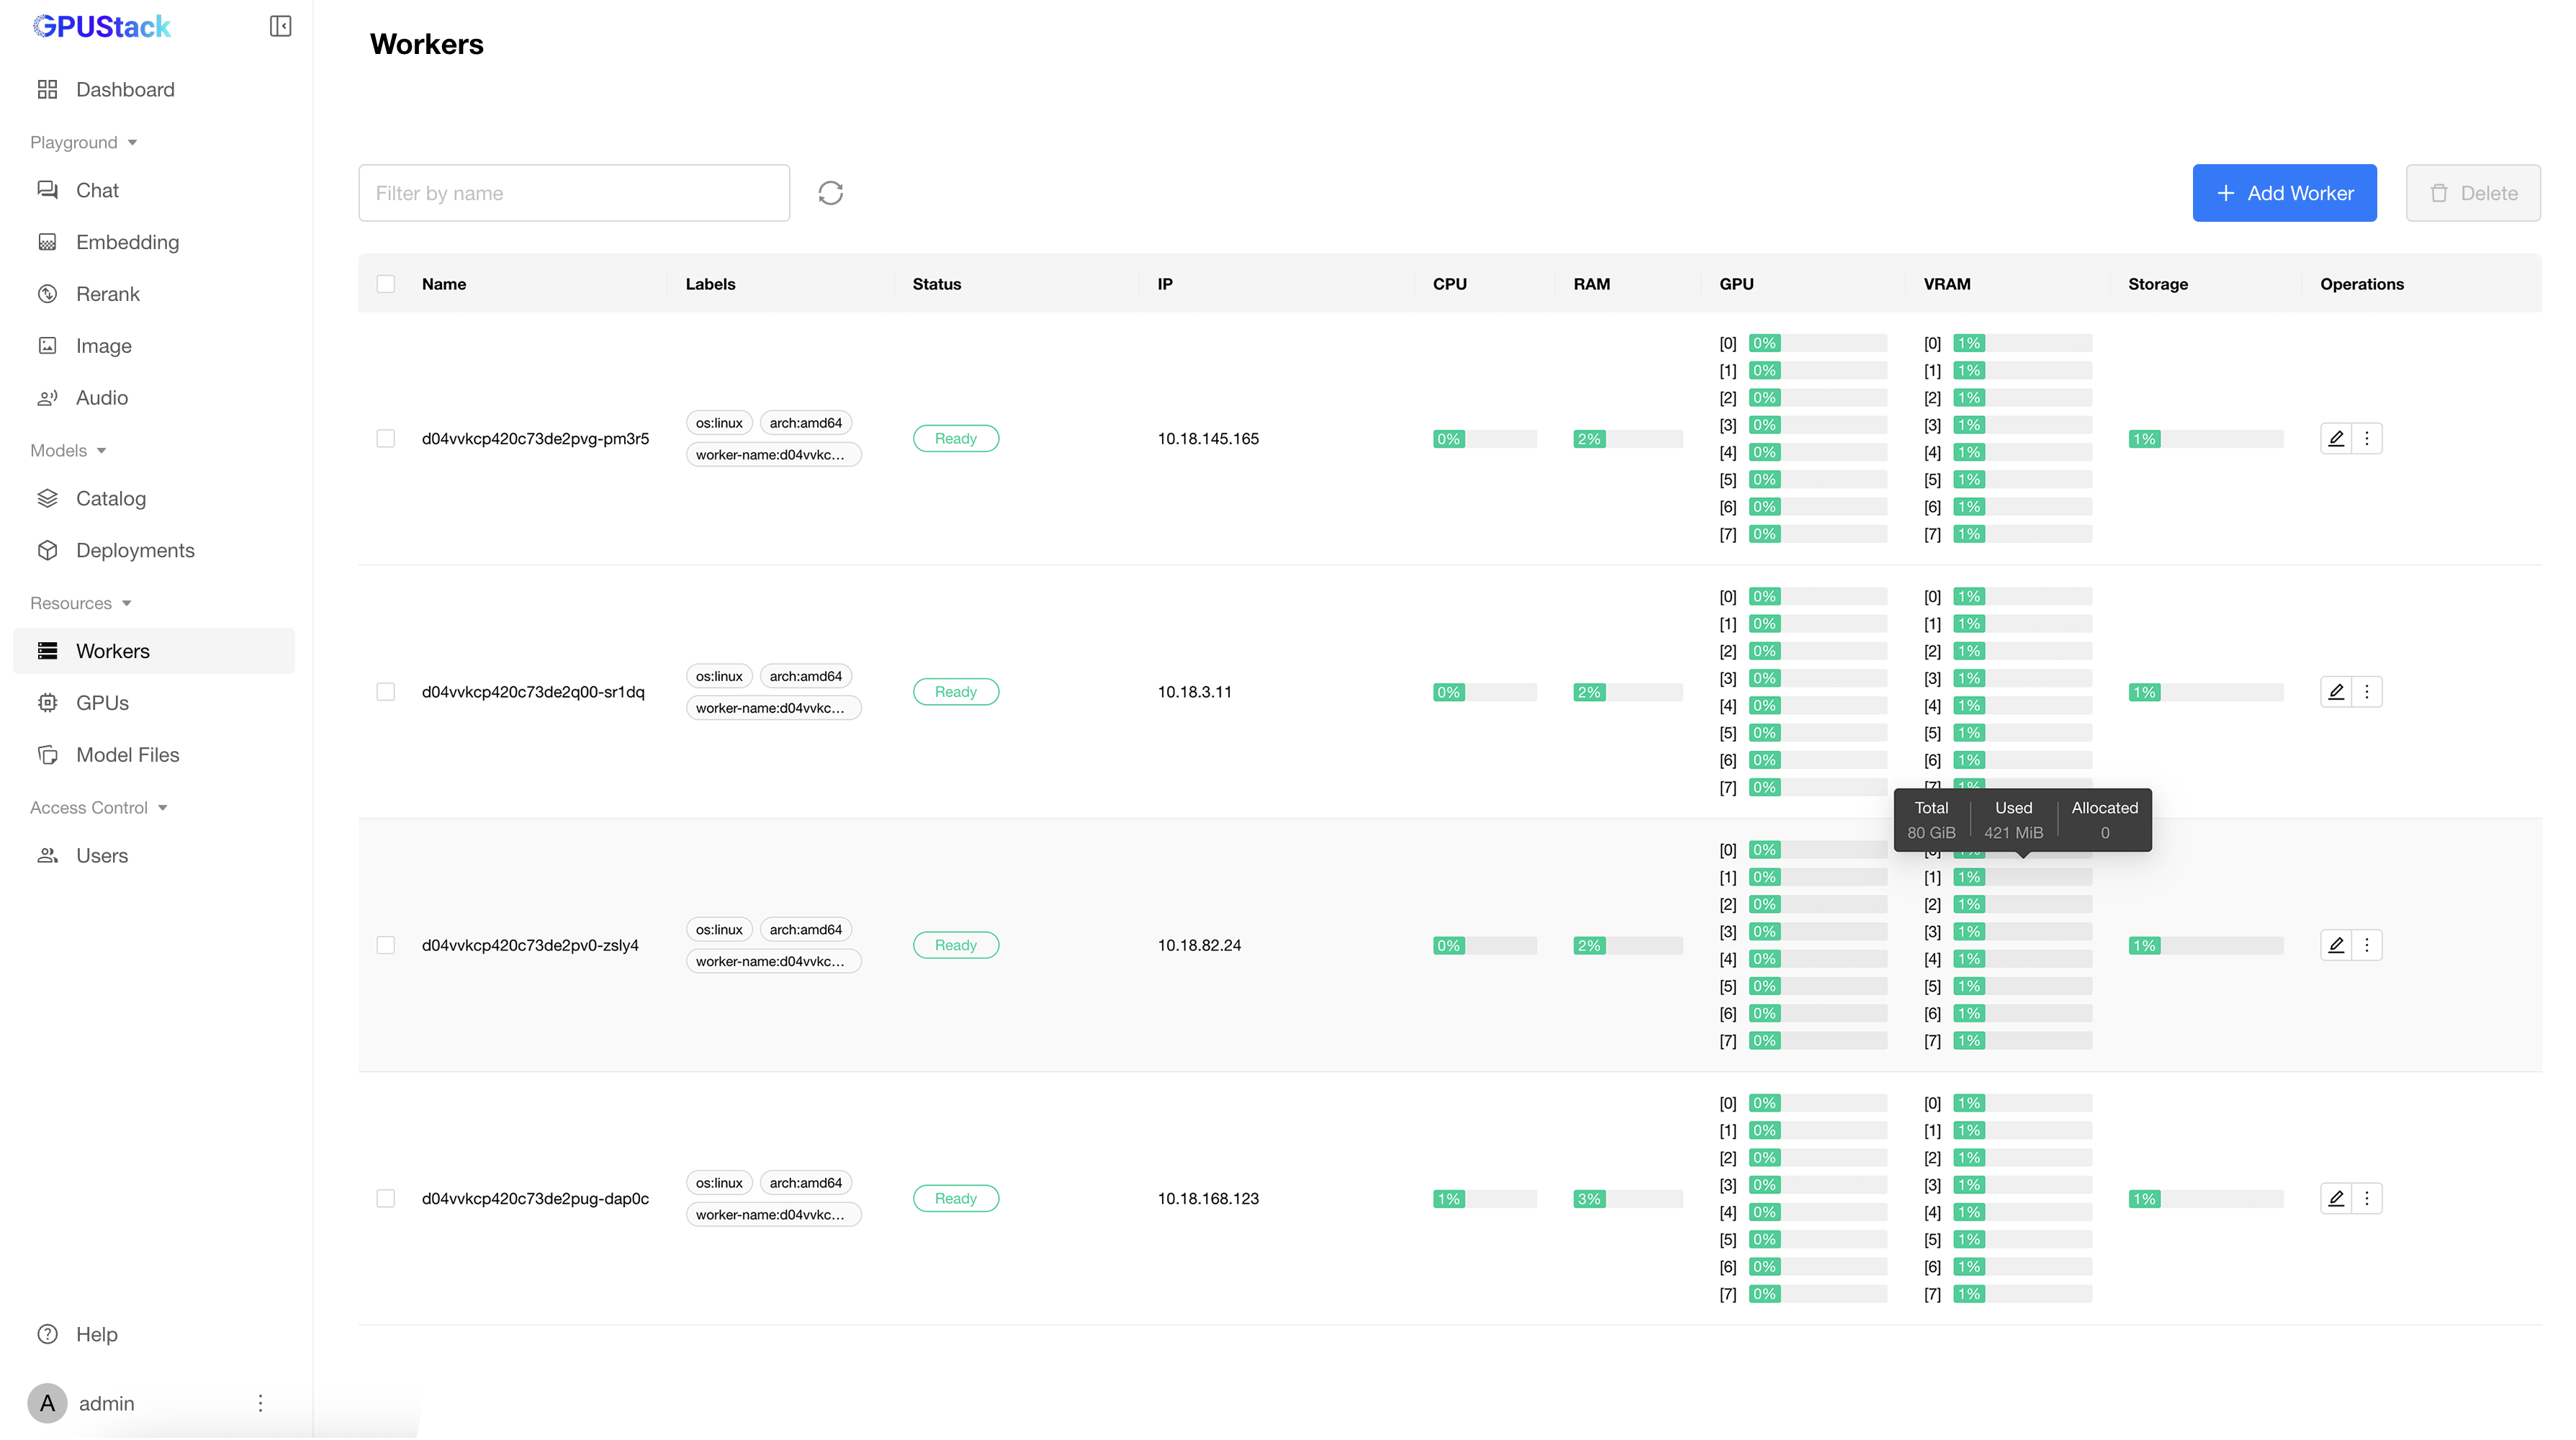 GPUStack
Workers
Dashboard
Playground
Chat
Embedding
Rerank
Image
Audio
Models
Catalog
Deployments
Resources
Workers
GPUs
Model Files
Access Control
Users
Help
A admin
Filter by name
+ Add Worker
Delete
Name Labels Status IP CPU RAM GPU VRAM Storage Operations
d04vvkcp420c73de2pvg-pm3r5
os:linux arch:amd64
worker-name:d04vvkc...
Ready
10.18.145.165
0%
2%
[0] 0%
[1] 0%
[2] 0%
[3] 0%
[4] 0%
[5] 0%
[6] 0%
[7] 0%
[0] 1%
[1] 1%
[2] 1%
[3] 1%
[4] 1%
[5] 1%
[6] 1%
[7] 1%
1%
d04vvkcp420c73de2q00-sr1dq
os:linux arch:amd64
worker-name:d04vvkc...
Ready
10.18.3.11
0%
2%
[0] 0%
[1] 0%
[2] 0%
[3] 0%
[4] 0%
[5] 0%
[6] 0%
[7] 0%
[0] 1%
[1] 1%
[2] 1%
[3] 1%
[4] 1%
[5] 1%
[6] 1%
[7] 1%
1%
Total Used Allocated
80 GiB 421 MiB 0
d04vvkcp420c73de2pv0-zsly4
os:linux arch:amd64
worker-name:d04vvkc...
Ready
10.18.82.24
0%
2%
[0] 0%
[1] 0%
[2] 0%
[3] 0%
[4] 0%
[5] 0%
[6] 0%
[7] 0%
[1] 1%
[2] 1%
[3] 1%
[4] 1%
[5] 1%
[6] 1%
[7] 1%
1%
d04vvkcp420c73de2pug-dap0c
os:linux arch:amd64
worker-name:d04vvkc...
Ready
10.18.168.123
1%
3%
[0] 0%
[1] 0%
[2] 0%
[3] 0%
[4] 0%
[5] 0%
[6] 0%
[7] 0%
[0] 1%
[1] 1%
[2] 1%
[3] 1%
[4] 1%
[5] 1%
[6] 1%
[7] 1%
1%